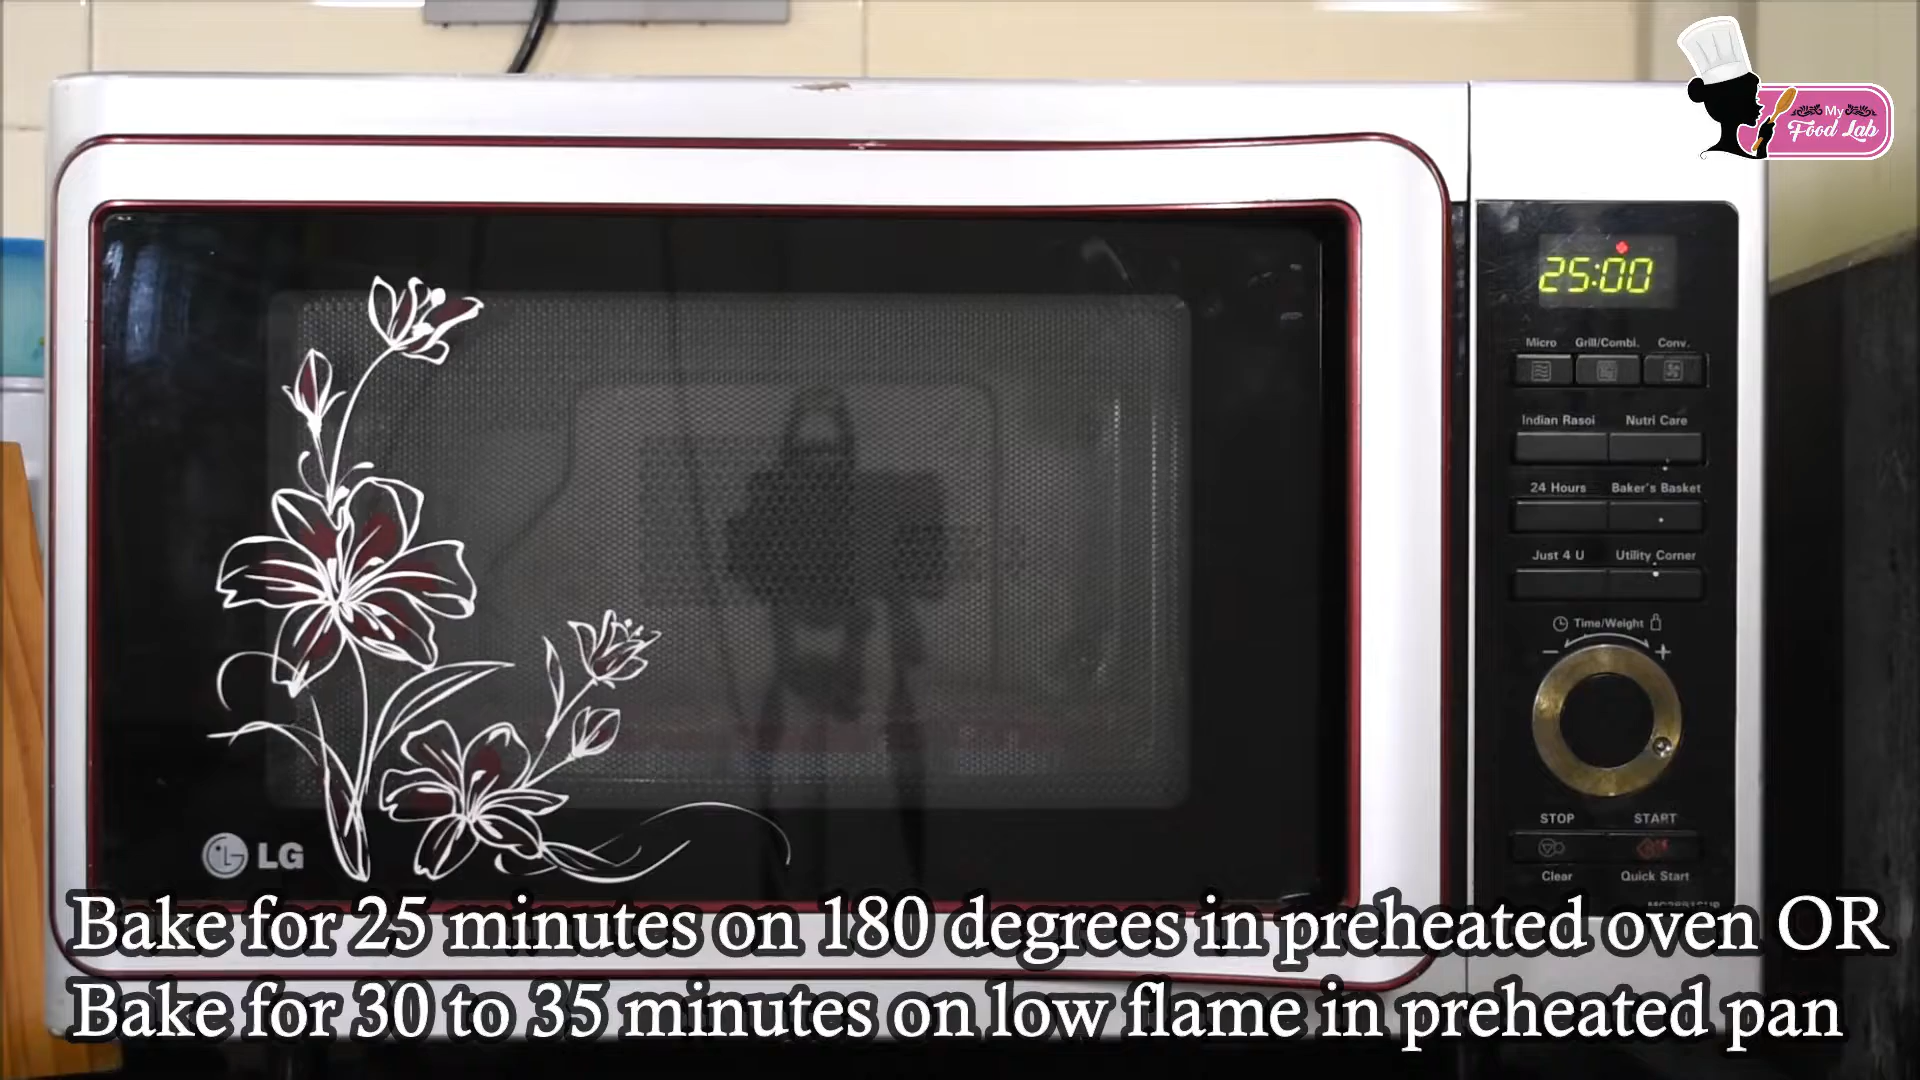 My
Food Lab
25:00
Micro Grill/Combi. Conv.
Indian Rasoi Nutri Care
24 Hours Baker's Basket
Just 4 U Utility Corner
Time/Weight
− +
STOP START
Clear Quick Start
LG
Bake for 25 minutes on 180 degrees in preheated oven OR
Bake for 30 to 35 minutes on low flame in preheated pan